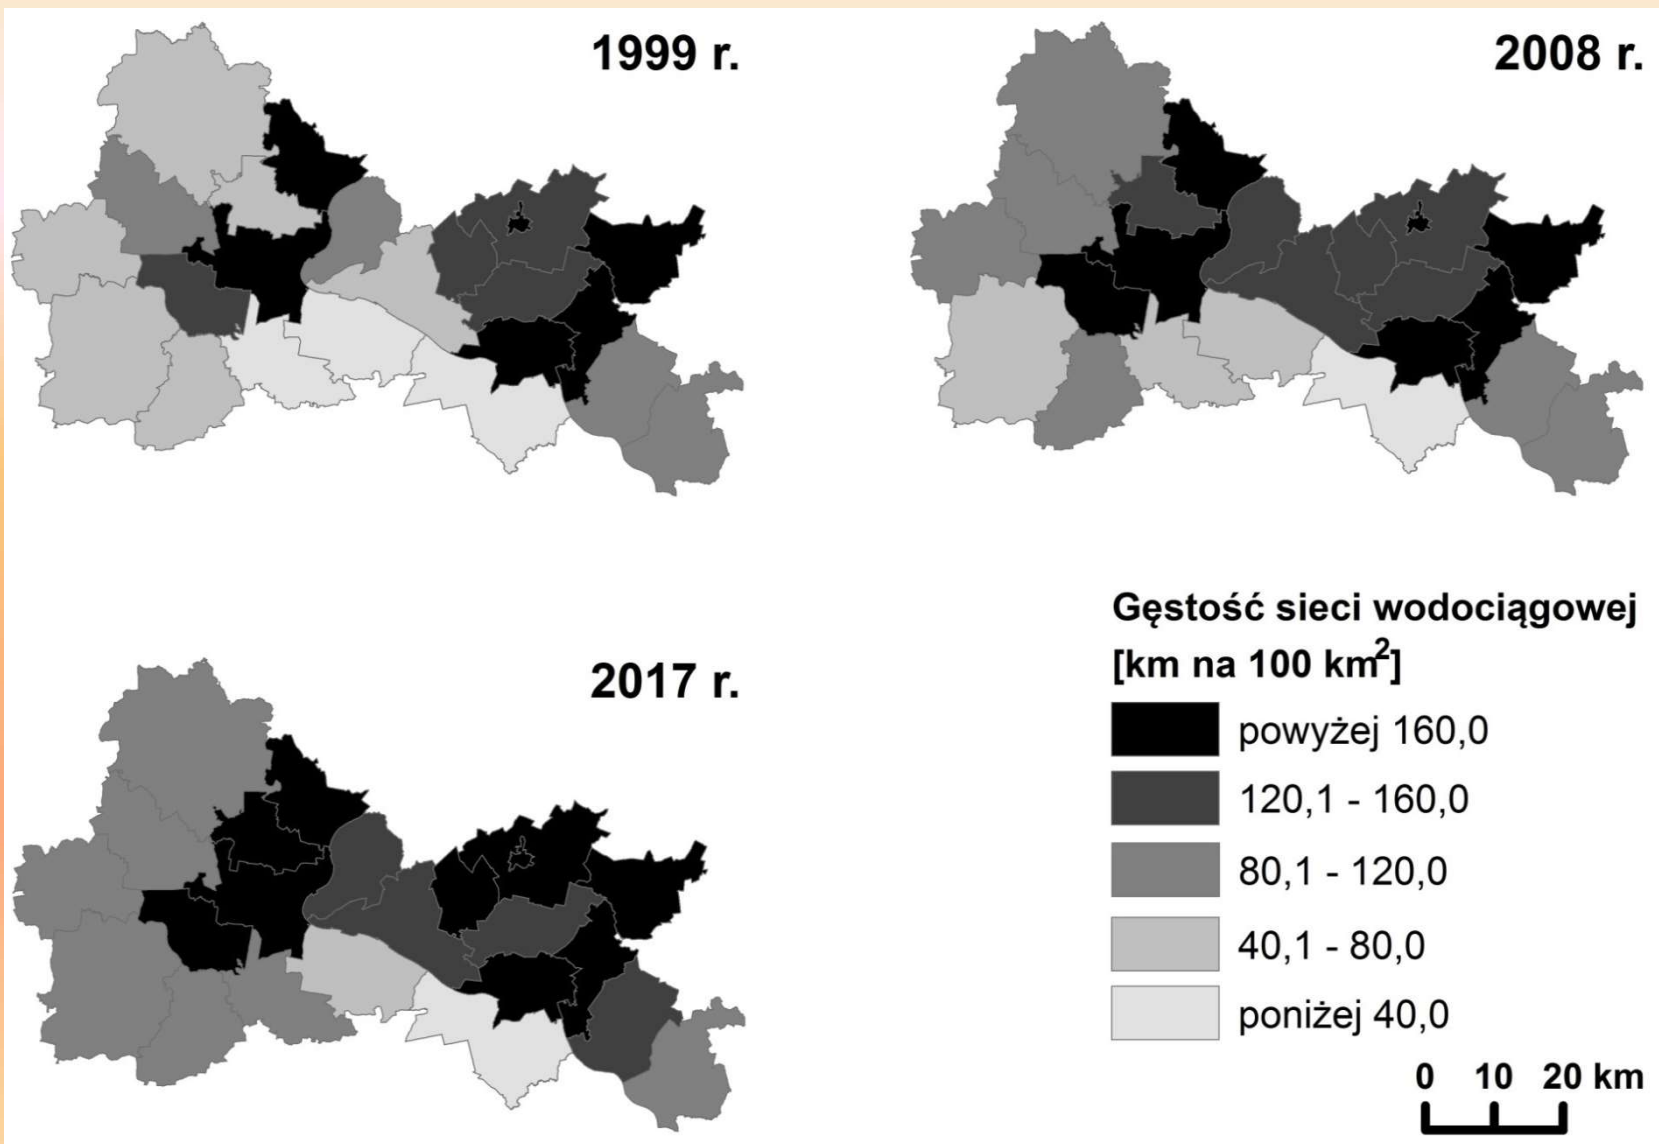 1999 r.
2008 r.
2017 r.
Gęstość sieci wodociągowej
[km na 100 km²]
powyżej 160,0
120,1 - 160,0
80,1 - 120,0
40,1 - 80,0
poniżej 40,0
0 10 20 km